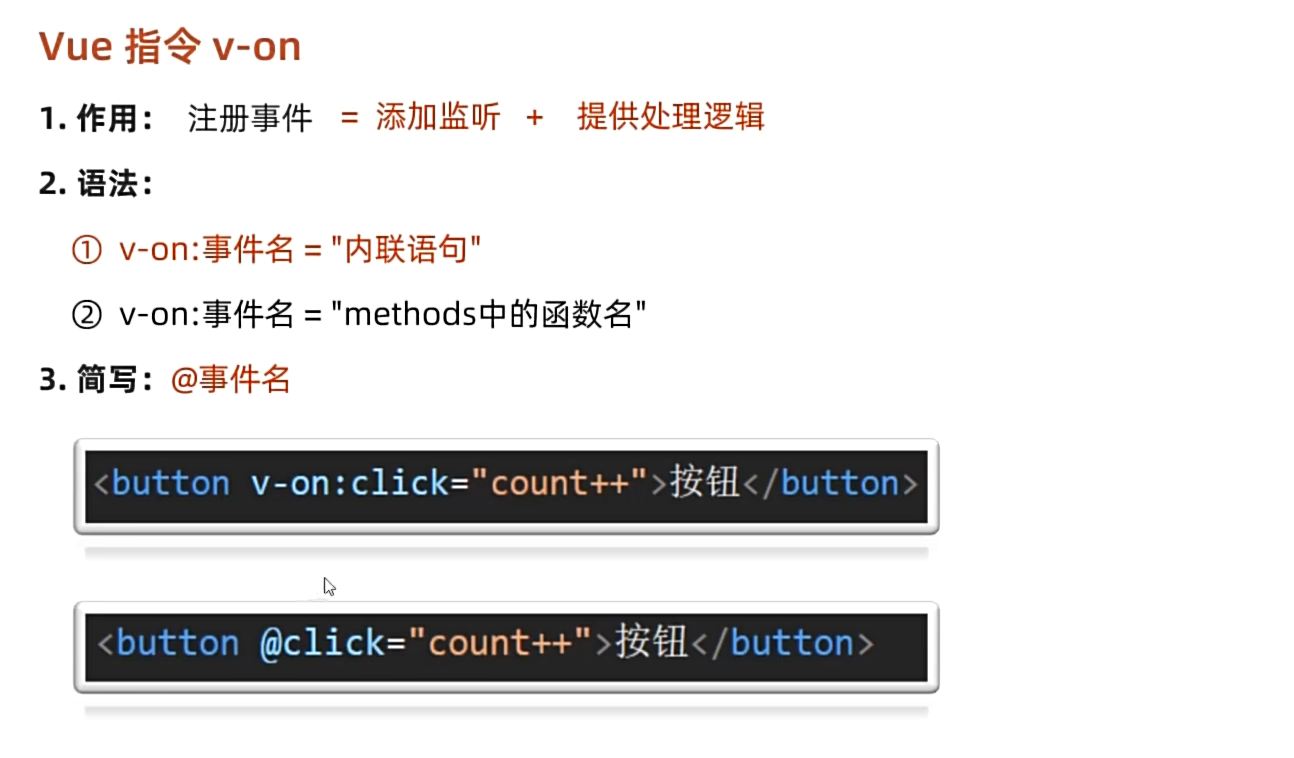 Vue 指令 v-on
1. 作用： 注册事件 = 添加监听 + 提供处理逻辑
2. 语法：
① v-on:事件名 = "内联语句"
② v-on:事件名 = "methods中的函数名"
3. 简写：@事件名
<button v-on:click="count++">按钮</button>
<button @click="count++">按钮</button>